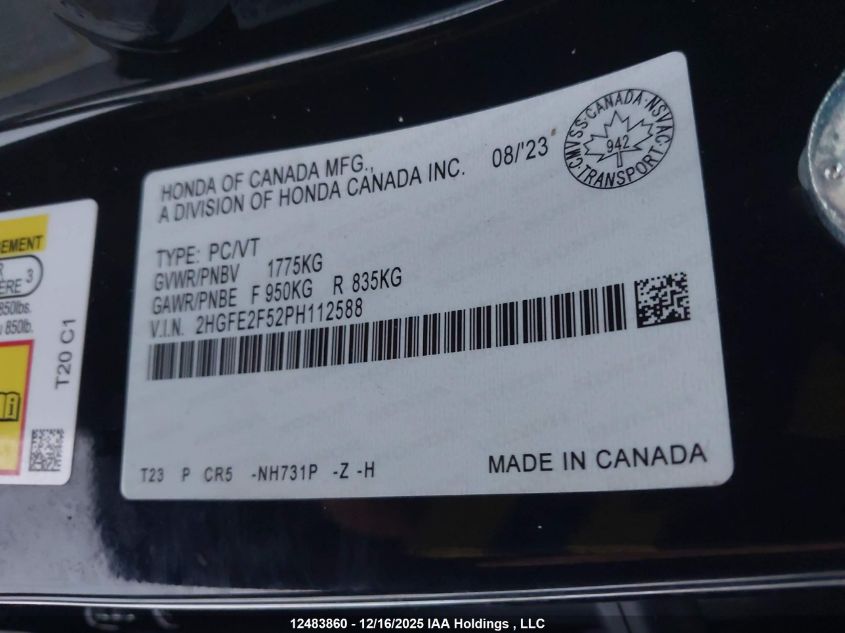 HONDA OF CANADA MFG.,
A DIVISION OF HONDA CANADA INC. 08/'23
CMVSS·CANADA·NSVAC
942
·TRANSPORT·
TYPE: PC/VT
GVWR/PNBV 1775KG
GAWR/PNBE F 950KG R 835KG
V.I.N. 2HGFE2F52PH112588
T23 P CR5 -NH731P -Z -H
MADE IN CANADA
3
850lbs.
850lb.
T20 C1
12483860 - 12/16/2025 IAA Holdings , LLC